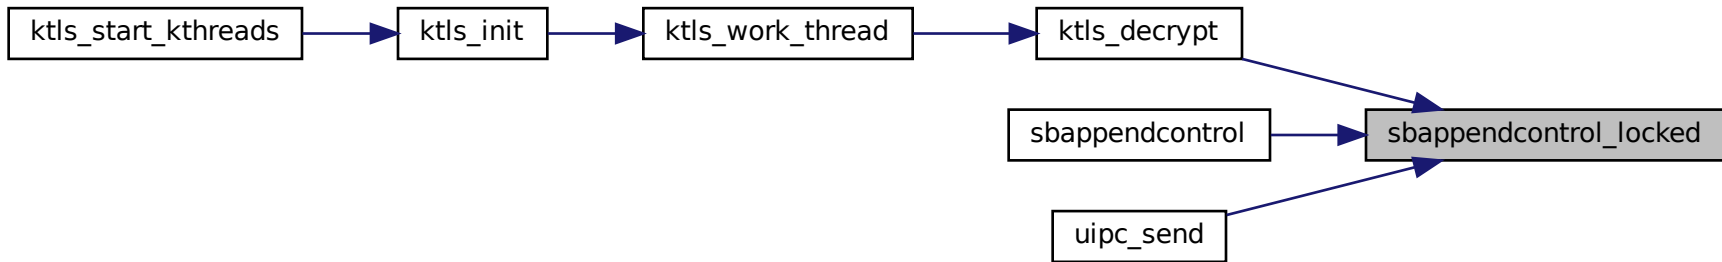 ktls_start_kthreads
ktls_init
ktls_work_thread
ktls_decrypt
sbappendcontrol
sbappendcontrol_locked
uipc_send